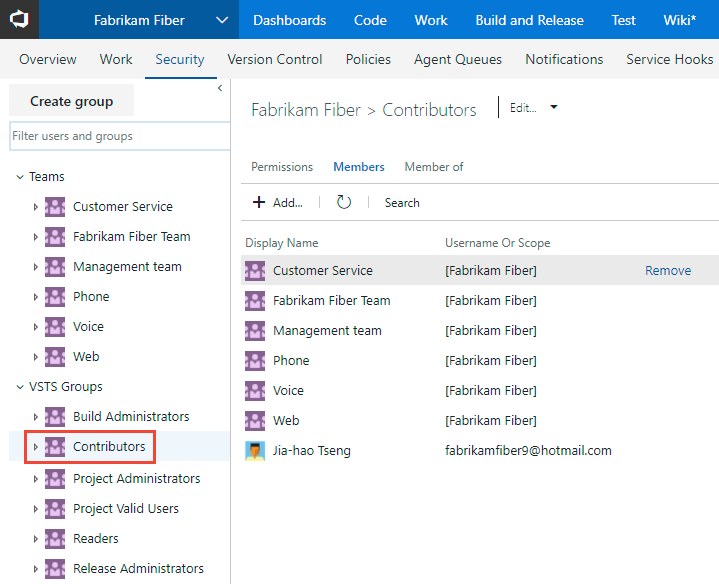 Fabrikam Fiber Dashboards Code Work Build and Release Test Wiki*
Overview Work Security Version Control Policies Agent Queues Notifications Service Hooks
Create group
Filter users and groups
Teams
Customer Service
Fabrikam Fiber Team
Management team
Phone
Voice
Web
VSTS Groups
Build Administrators
Contributors
Project Administrators
Project Valid Users
Readers
Release Administrators
Fabrikam Fiber > Contributors Edit...
Permissions Members Member of
Add... Search
Display Name Username Or Scope
Customer Service [Fabrikam Fiber] Remove
Fabrikam Fiber Team [Fabrikam Fiber]
Management team [Fabrikam Fiber]
Phone [Fabrikam Fiber]
Voice [Fabrikam Fiber]
Web [Fabrikam Fiber]
Jia-hao Tseng fabrikamfiber9@hotmail.com